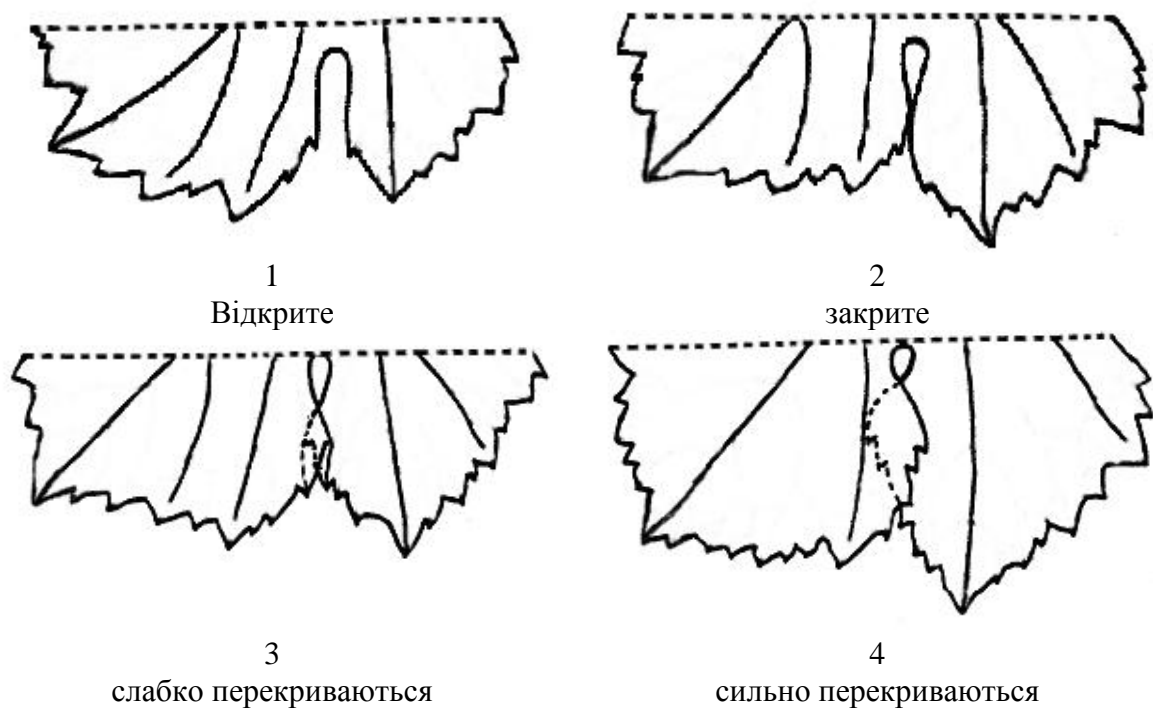 1
Відкрите
2
закрите
3
слабко перекриваються
4
сильно перекриваються